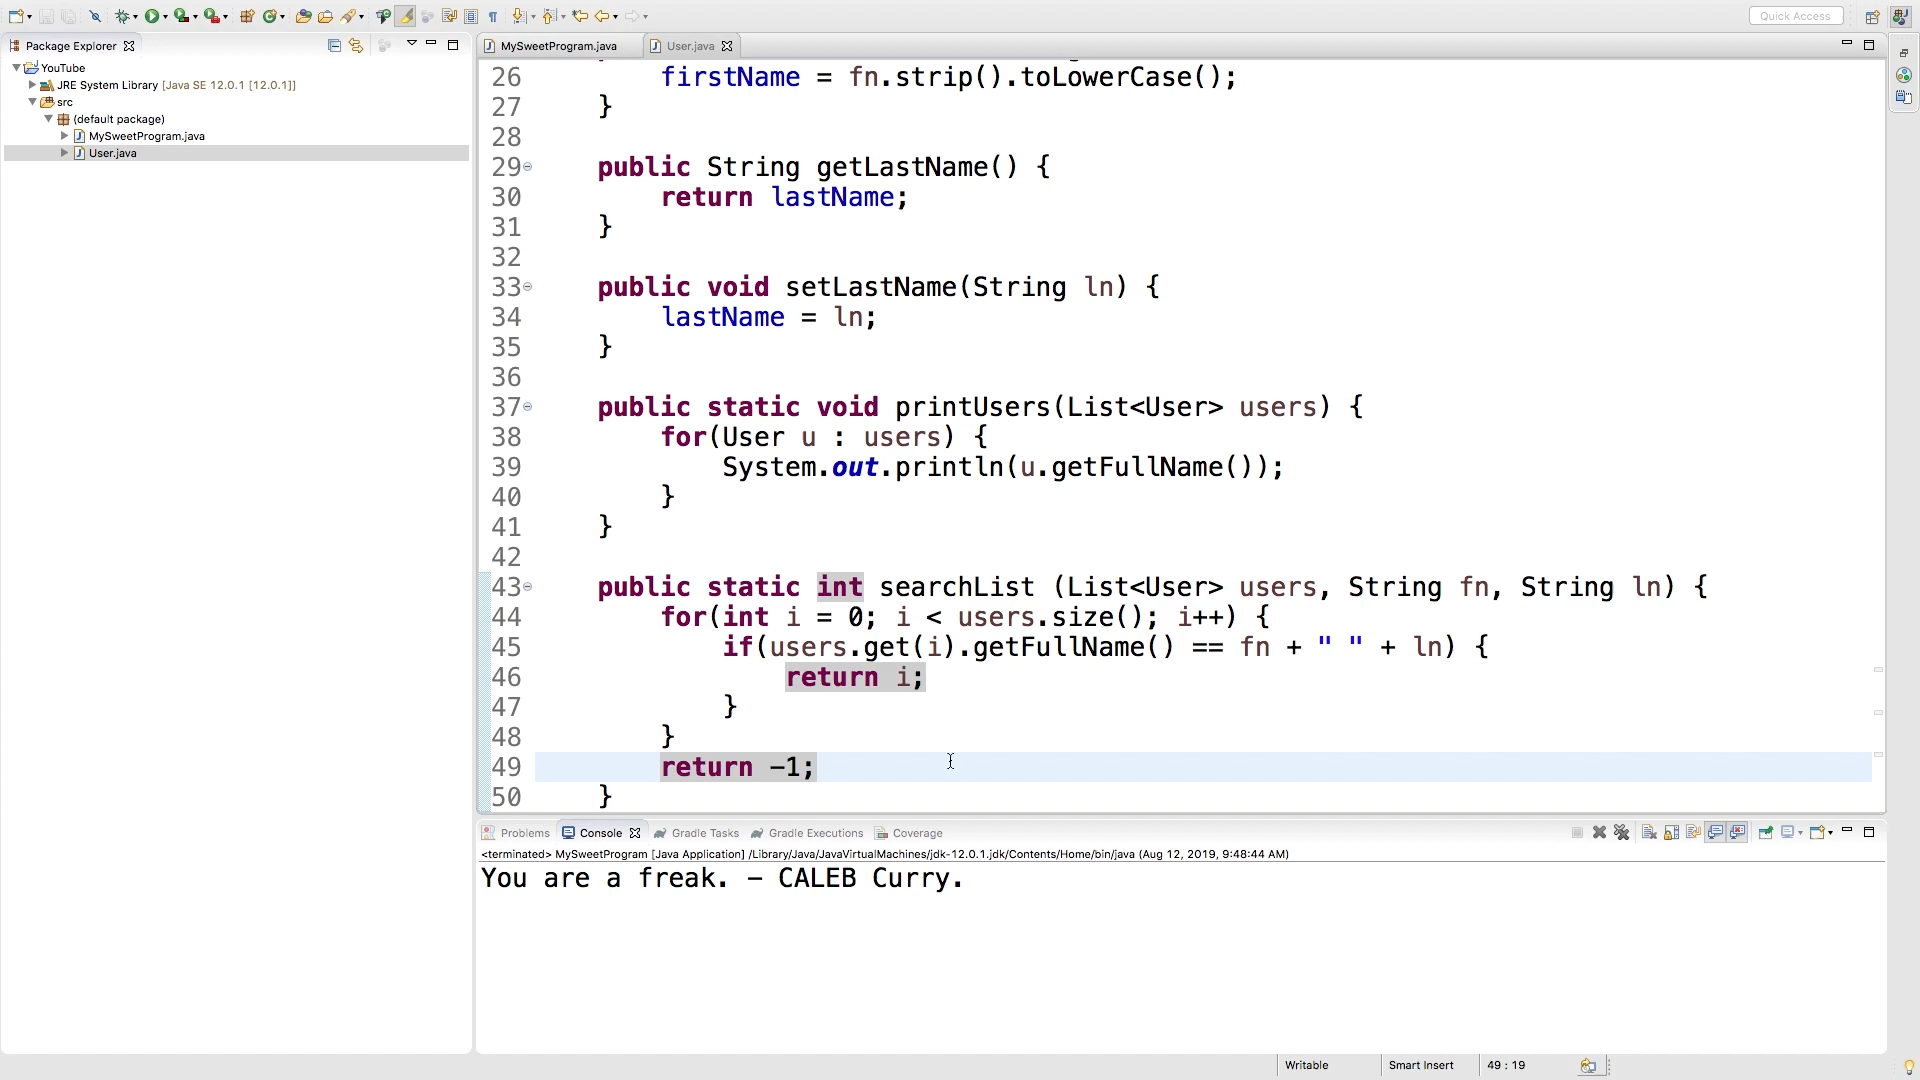 Quick Access
Package Explorer
MySweetProgram.java
User.java
YouTube
JRE System Library [Java SE 12.0.1 [12.0.1]]
src
(default package)
MySweetProgram.java
User.java
26 firstName = fn.strip().toLowerCase();
27 }
28
29 public String getLastName() {
30 return lastName;
31 }
32
33 public void setLastName(String ln) {
34 lastName = ln;
35 }
36
37 public static void printUsers(List<User> users) {
38 for(User u : users) {
39 System.out.println(u.getFullName());
40 }
41 }
42
43 public static int searchList (List<User> users, String fn, String ln) {
44 for(int i = 0; i < users.size(); i++) {
45 if(users.get(i).getFullName() == fn + " " + ln) {
46 return i;
47 }
48 }
49 return -1;
50 }
Problems Console Gradle Tasks Gradle Executions Coverage
<terminated> MySweetProgram [Java Application] /Library/Java/JavaVirtualMachines/jdk-12.0.1.jdk/Contents/Home/bin/java (Aug 12, 2019, 9:48:44 AM)
You are a freak. - CALEB Curry.
Writable Smart Insert 49 : 19